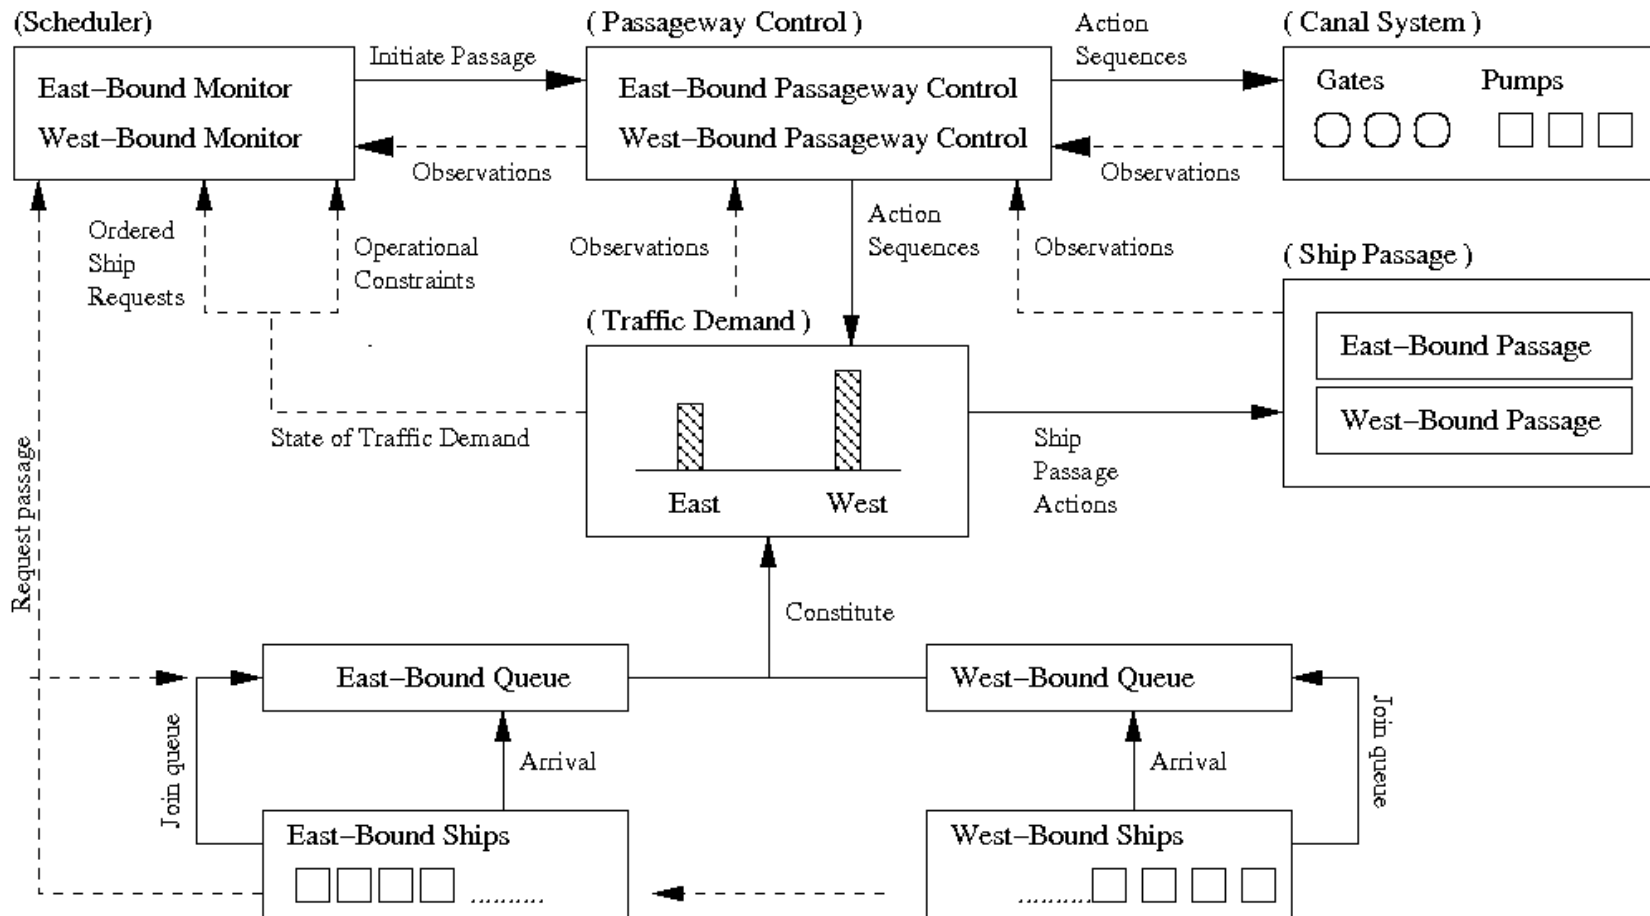 (Scheduler)
( Passageway Control )
Action
Sequences
( Canal System )
East−Bound Monitor
West−Bound Monitor
Initiate Passage
East−Bound Passageway Control
West−Bound Passageway Control
Gates
Pumps
Observations
Observations
Ordered
Ship
Requests
Operational
Constraints
Observations
Action
Sequences
Observations
( Ship Passage )
East−Bound Passage
West−Bound Passage
( Traffic Demand )
East
West
State of Traffic Demand
Ship
Passage
Actions
Request passage
Constitute
East−Bound Queue
West−Bound Queue
Join queue
Arrival
Arrival
Join queue
East−Bound Ships
.........
West−Bound Ships
.........